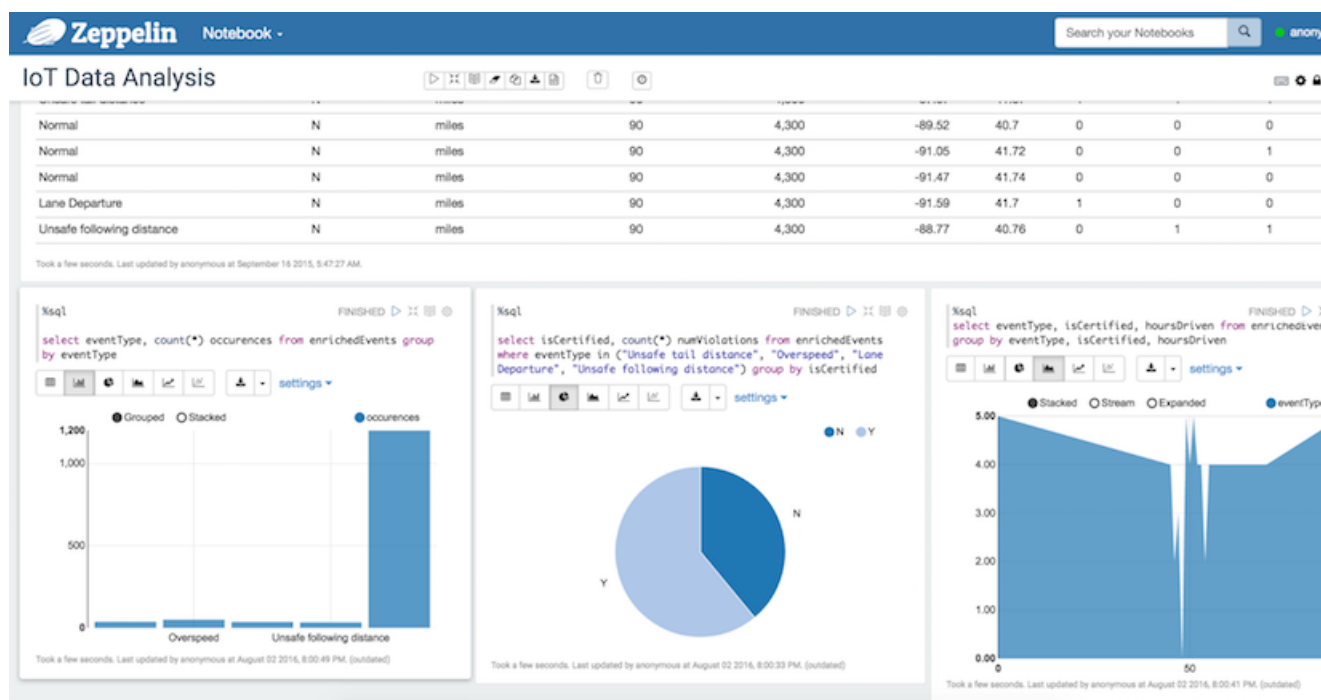 Zeppelin Notebook
Search your Notebooks
anony
IoT Data Analysis
Normal N miles 90 4,300 -89.52 40.7 0 0 0
Normal N miles 90 4,300 -91.05 41.72 0 0 1
Normal N miles 90 4,300 -91.47 41.74 0 0 0
Lane Departure N miles 90 4,300 -91.59 41.7 1 0 0
Unsafe following distance N miles 90 4,300 -88.77 40.76 0 1 1
Took a few seconds. Last updated by anonymous at September 16 2015, 5:47:27 AM.
%sql FINISHED
select eventType, count(*) occurences from enrichedEvents group
by eventType
settings
Grouped Stacked occurences
1,200
1,000
500
0
Overspeed Unsafe following distance
Took a few seconds. Last updated by anonymous at August 02 2016, 8:00:49 PM. (outdated)
%sql FINISHED
select isCertified, count(*) numViolations from enrichedEvents
where eventType in ("Unsafe tail distance", "Overspeed", "Lane
Departure", "Unsafe following distance") group by isCertified
settings
N Y
N
Y
Took a few seconds. Last updated by anonymous at August 02 2016, 8:00:33 PM. (outdated)
%sql FINISHED
select eventType, isCertified, hoursDriven from enrichedEven
group by eventType, isCertified, hoursDriven
settings
Stacked Stream Expanded eventType
5.00
4.00
3.00
2.00
1.00
0.00
0 50
Took a few seconds. Last updated by anonymous at August 02 2016, 8:00:41 PM. (outdated)